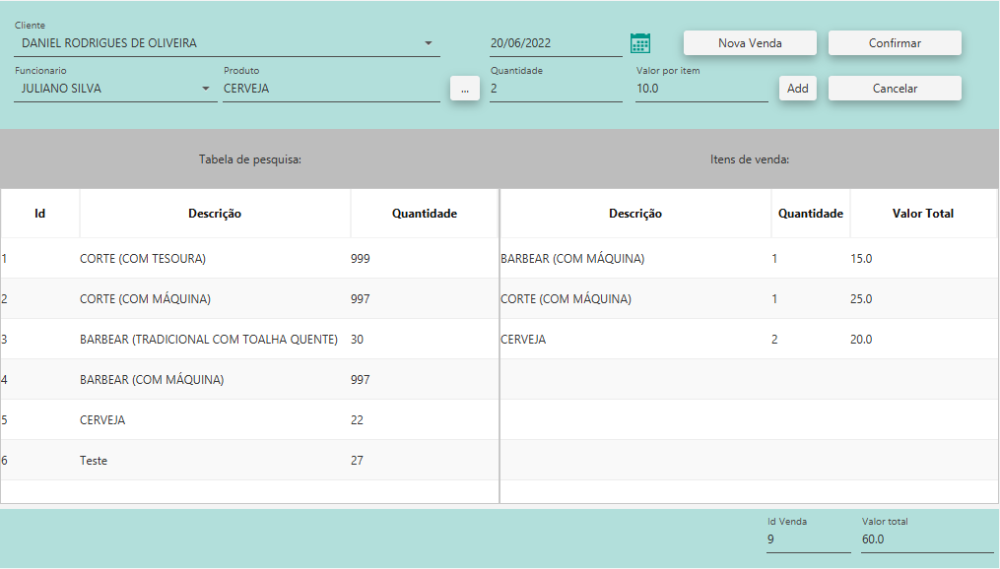 Cliente
DANIEL RODRIGUES DE OLIVEIRA
20/06/2022
Nova Venda
Confirmar
Funcionario
Produto
Quantidade
Valor por item
JULIANO SILVA
CERVEJA
...
2
10.0
Add
Cancelar
Tabela de pesquisa:
Itens de venda:
Id Descrição Quantidade
Descrição Quantidade Valor Total
1 CORTE (COM TESOURA) 999
BARBEAR (COM MÁQUINA) 1 15.0
2 CORTE (COM MÁQUINA) 997
CORTE (COM MÁQUINA) 1 25.0
3 BARBEAR (TRADICIONAL COM TOALHA QUENTE) 30
CERVEJA 2 20.0
4 BARBEAR (COM MÁQUINA) 997
5 CERVEJA 22
6 Teste 27
Id Venda
Valor total
9
60.0